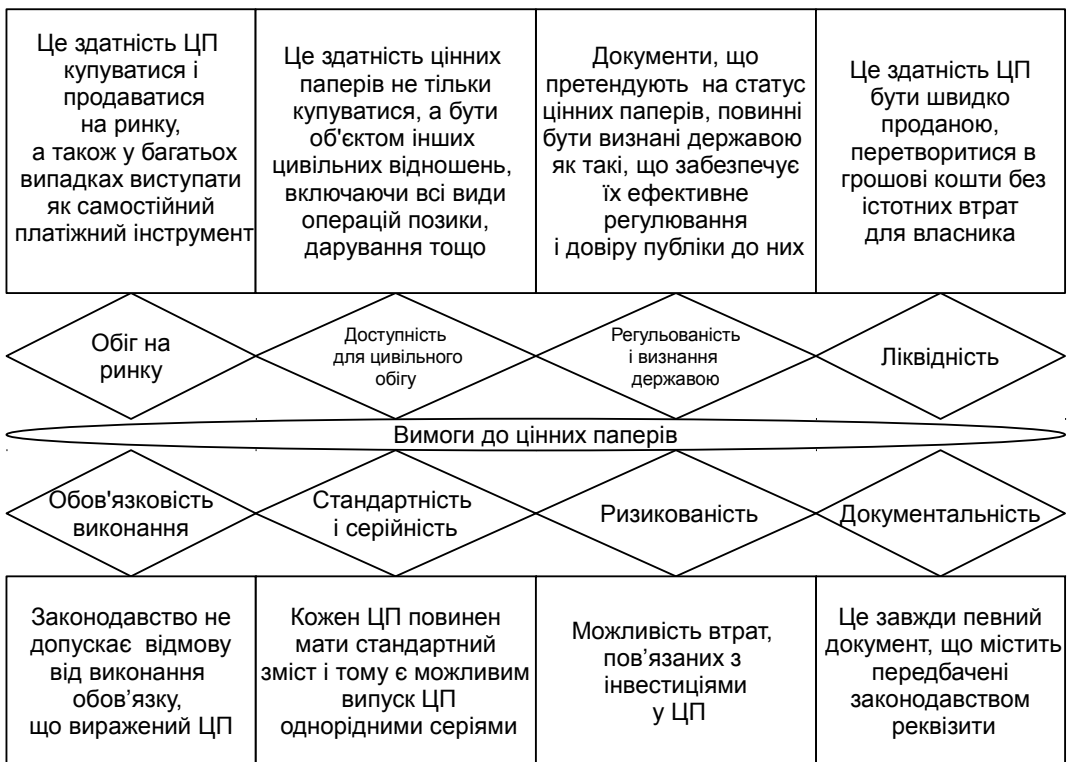 Це здатність ЦП
купуватися і
продаватися
на ринку,
а також у багатьох
випадках виступати
як самостійний
платіжний інструмент
Це здатність цінних
паперів не тільки
купуватися, а бути
об'єктом інших
цивільних відношень,
включаючи всі види
операцій позики,
дарування тощо
Документи, що
претендують на статус
цінних паперів, повинні
бути визнані державою
як такі, що забезпечує
їх ефективне
регулювання
і довіру публіки до них
Це здатність ЦП
бути швидко
проданою,
перетворитися в
грошові кошти без
істотних втрат
для власника
Обіг на
ринку
Доступність
для цивільного
обігу
Регульованість
і визнання
державою
Ліквідність
Вимоги до цінних паперів
Обов'язковість
виконання
Стандартність
і серійність
Ризикованість
Документальність
Законодавство не
допускає відмову
від виконання
обов’язку,
що виражений ЦП
Кожен ЦП повинен
мати стандартний
зміст і тому є можливим
випуск ЦП
однорідними серіями
Можливість втрат,
пов’язаних з
інвестиціями
у ЦП
Це завжди певний
документ, що містить
передбачені
законодавством
реквізити